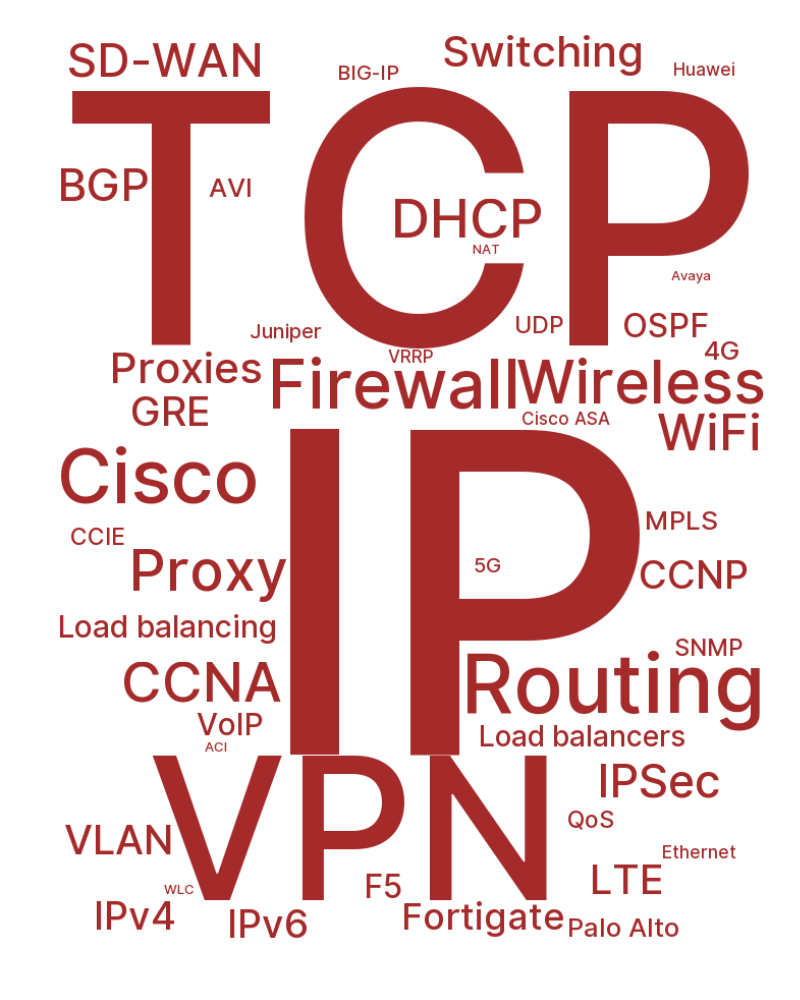 SD-WAN
BIG-IP
Switching
Huawei
TCP
BGP
AVI
DHCP
NAT
Avaya
Juniper
UDP
OSPF
VRRP
4G
Proxies
Firewall
Wireless
GRE
Cisco ASA
WiFi
IP
Cisco
CCIE
MPLS
Proxy
5G
CCNP
Load balancing
SNMP
CCNA
Routing
VoIP
ACI
Load balancers
VPN
IPSec
QoS
VLAN
Ethernet
WLC
F5
LTE
IPv4
IPv6
Fortigate
Palo Alto